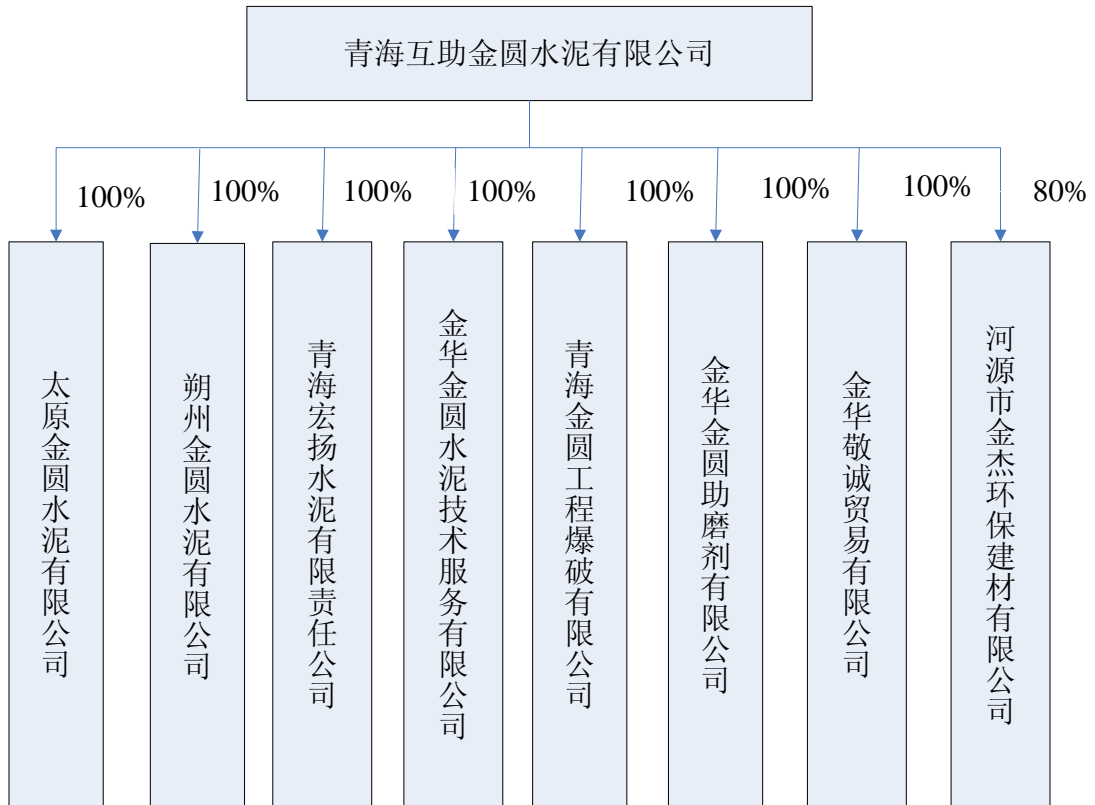 青海互助金圆水泥有限公司
100%
100%
100%
100%
100%
100%
100%
80%
太原金圆水泥有限公司
朔州金圆水泥有限公司
青海宏扬水泥有限责任公司
金华金圆水泥技术服务有限公司
青海金圆工程爆破有限公司
金华金圆助磨剂有限公司
金华敬诚贸易有限公司
河源市金杰环保建材有限公司